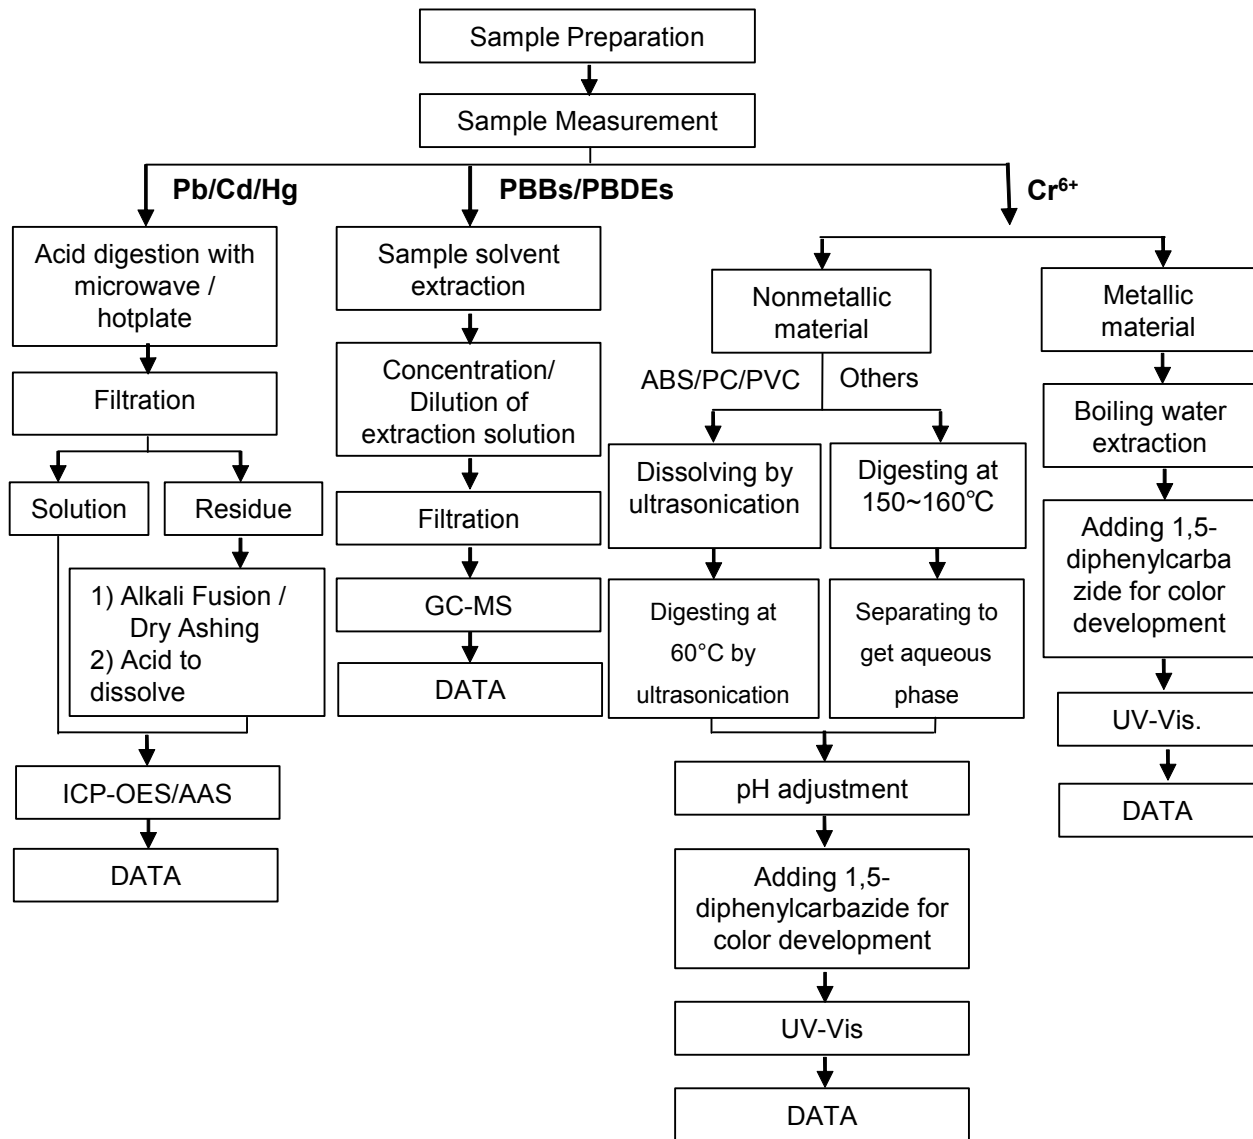 Sample Preparation
Sample Measurement
Pb/Cd/Hg
PBBs/PBDEs
Cr⁶⁺
Acid digestion with
microwave /
hotplate
Filtration
Solution
Residue
1) Alkali Fusion /
Dry Ashing
2) Acid to
dissolve
ICP-OES/AAS
DATA
Sample solvent
extraction
Concentration/
Dilution of
extraction solution
Filtration
GC-MS
DATA
Nonmetallic
material
ABS/PC/PVC
Others
Dissolving by
ultrasonication
Digesting at
60°C by
ultrasonication
Digesting at
150~160℃
Separating to
get aqueous
phase
pH adjustment
Adding 1,5-
diphenylcarbazide for
color development
UV-Vis
DATA
Metallic
material
Boiling water
extraction
Adding 1,5-
diphenylcarba
zide for color
development
UV-Vis.
DATA